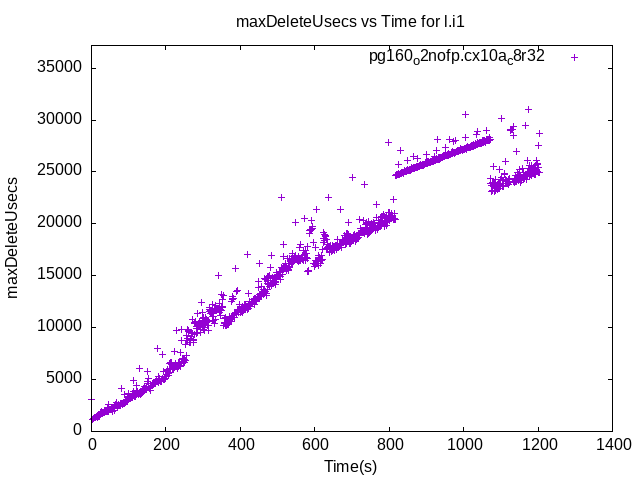 maxDeleteUsecs vs Time for l.i1
pg160o2nofp.cx10ac8r32
35000
30000
25000
20000
15000
10000
5000
0
maxDeleteUsecs
0 200 400 600 800 1000 1200 1400
Time(s)